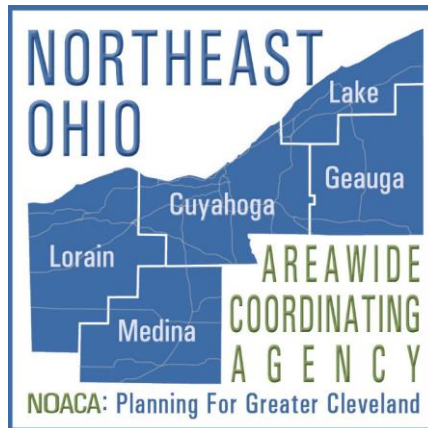 NORTHEAST
OHIO
Lake
Geauga
Cuyahoga
Lorain
Medina
AREAWIDE
COORDINATING
AGENCY
NOACA: Planning For Greater Cleveland